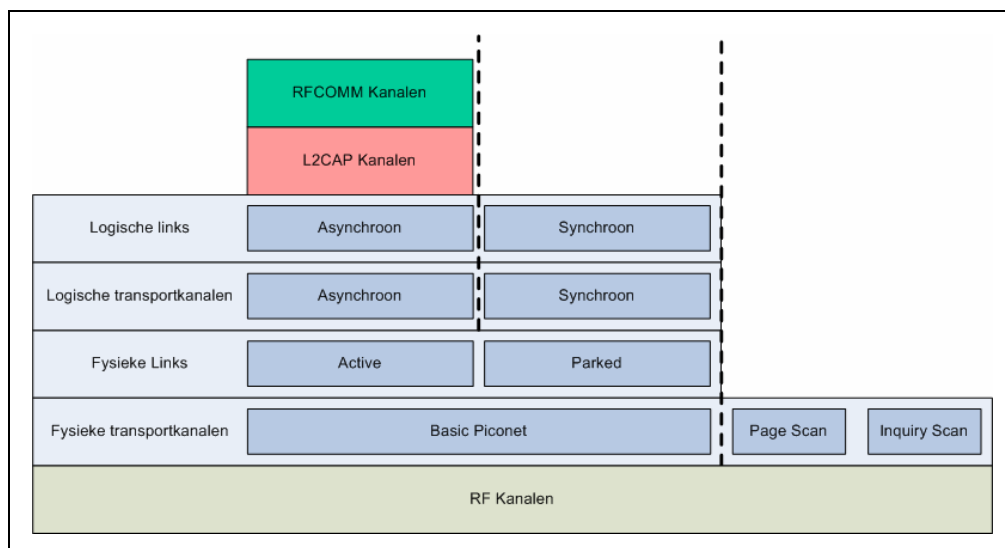 RFCOMM Kanalen
L2CAP Kanalen
Logische links
Asynchroon
Synchroon
Logische transportkanalen
Asynchroon
Synchroon
Fysieke Links
Active
Parked
Fysieke transportkanalen
Basic Piconet
Page Scan
Inquiry Scan
RF Kanalen